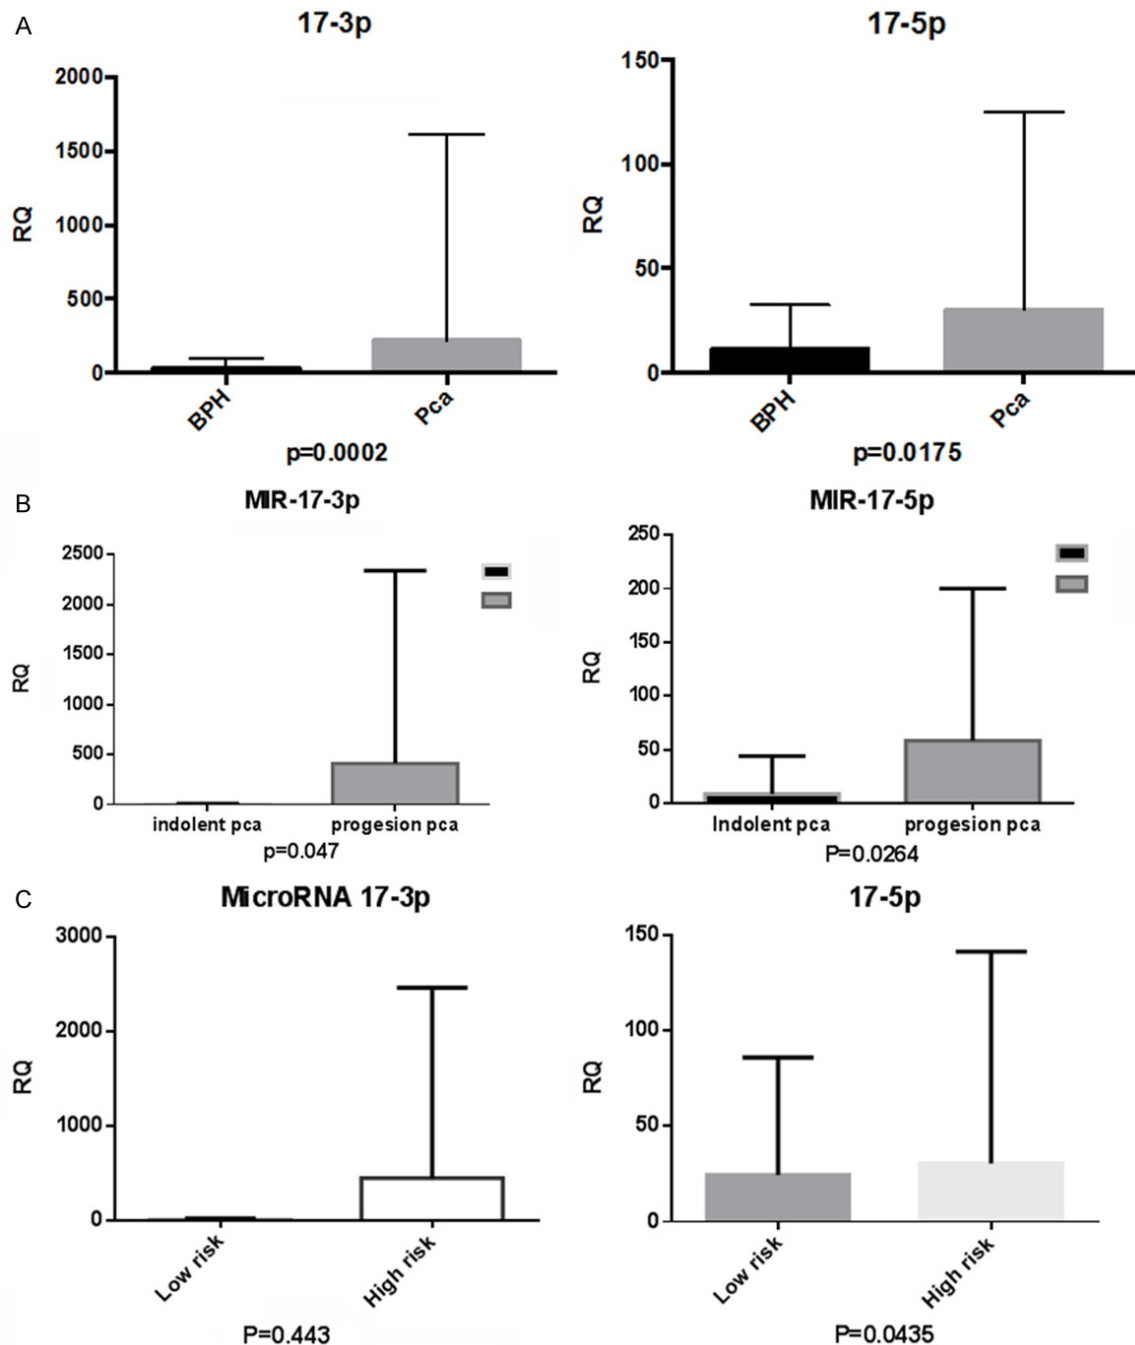 A
17-3p
17-5p
2000
1500
1000
500
0
RQ
BPH
Pca
p=0.0002
150
100
50
0
RQ
BPH
Pca
p=0.0175
B
MIR-17-3p
MIR-17-5p
2500
2000
1500
1000
500
0
RQ
indolent pca
progesion pca
p=0.047
250
200
150
100
50
0
RQ
Indolent pca
progesion pca
P=0.0264
C
MicroRNA 17-3p
17-5p
3000
2000
1000
0
RQ
Low risk
High risk
P=0.443
150
100
50
0
RQ
Low risk
High risk
P=0.0435